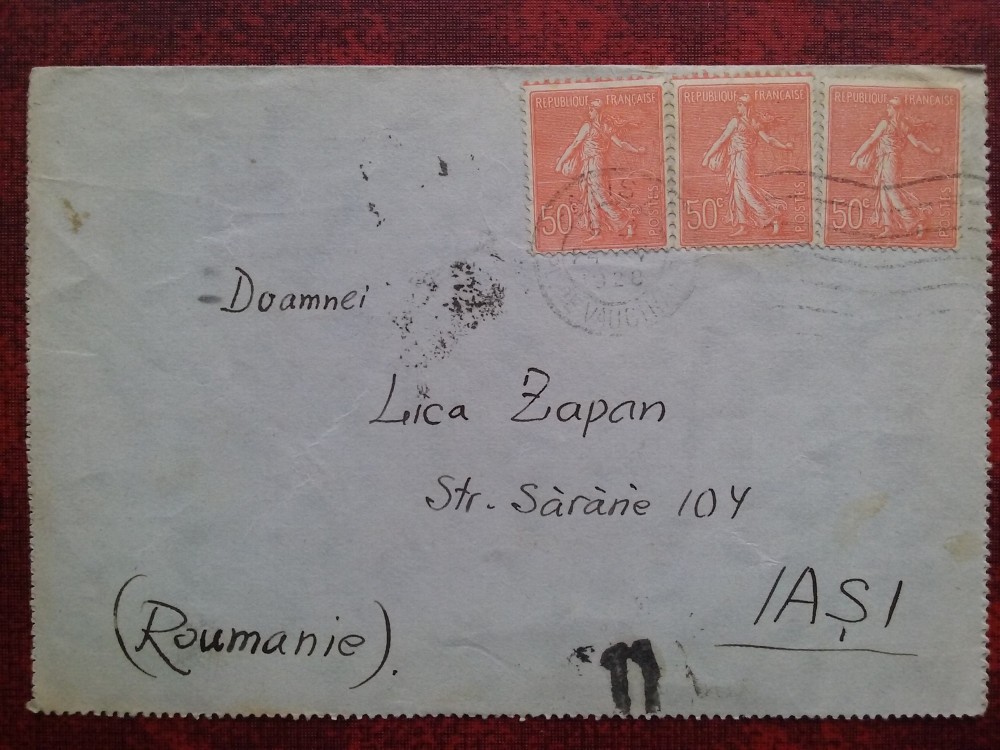 REPUBLIQUE FRANÇAISE REPUBLIQUE FRANÇAISE REPUBLIQUE FRANÇAISE
50c POSTES 50c POSTES 50c POSTES
Doamnei
Lica Zapan
Str. Sàràrie 104
IAȘI
(Roumanie).